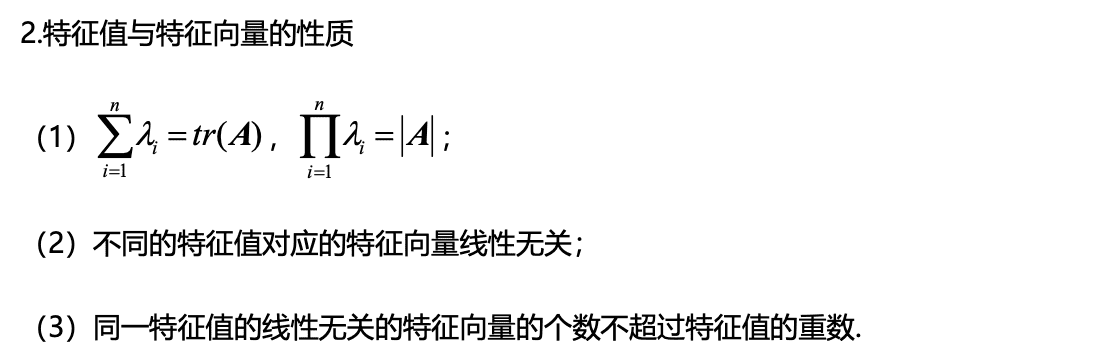 2.特征值与特征向量的性质
（1）$\sum_{i=1}^{n}\lambda_i=tr(\boldsymbol{A})$，$\prod_{i=1}^{n}\lambda_i=|\boldsymbol{A}|$；
（2）不同的特征值对应的特征向量线性无关；
（3）同一特征值的线性无关的特征向量的个数不超过特征值的重数.